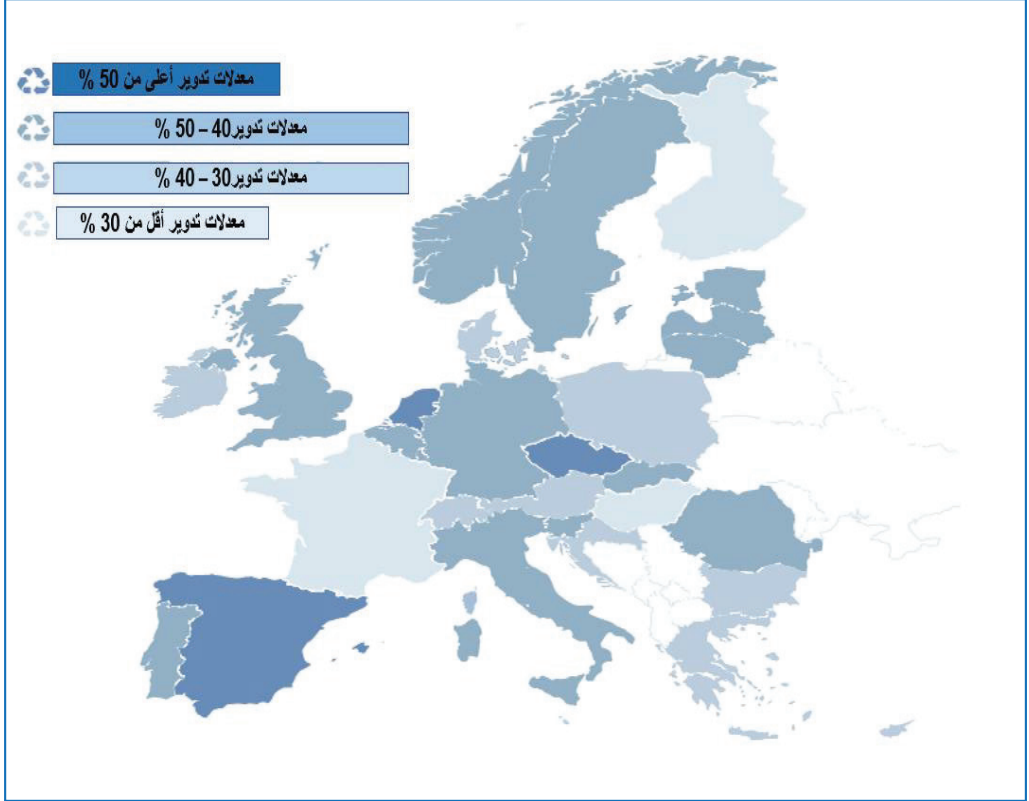 معدلات تدوير أعلى من 50 %
معدلات تدوير40 – 50 %
معدلات تدوير30 – 40 %
معدلات تدوير أقل من 30 %